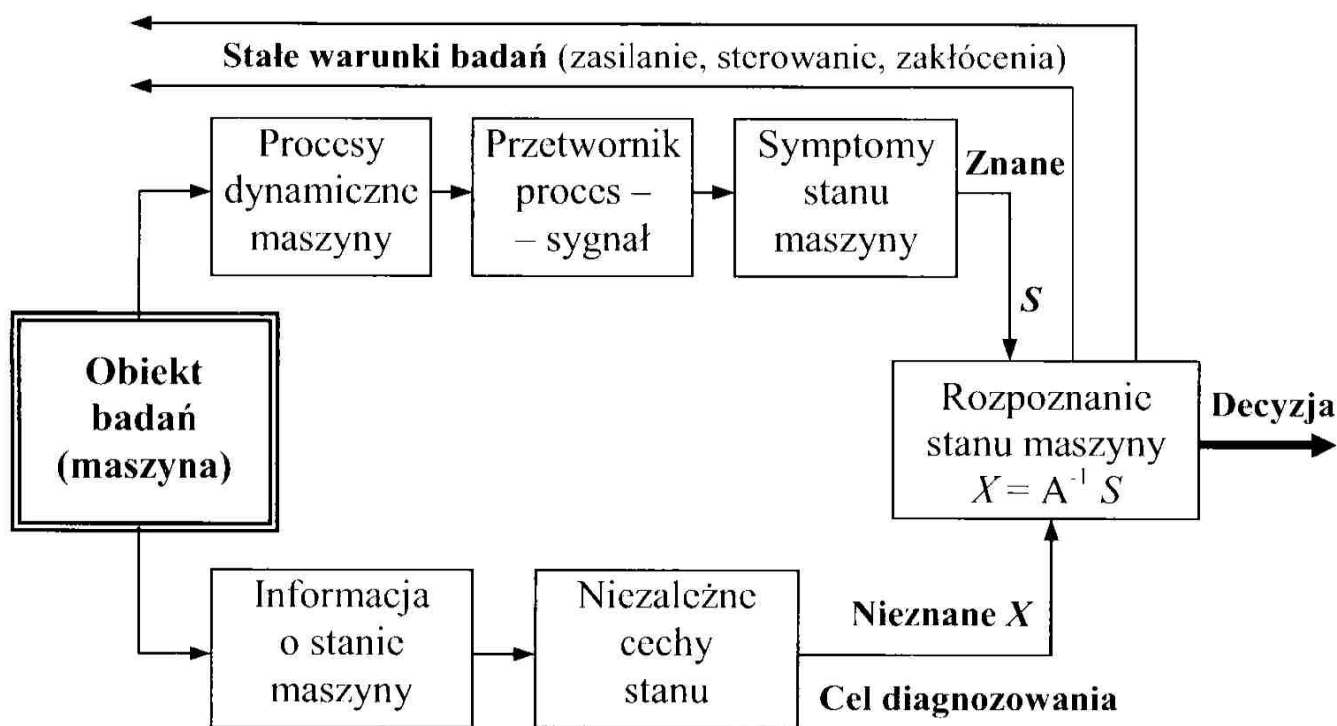 Stałe warunki badań (zasilanie, sterowanie, zakłócenia)
Procesy
dynamiczne
maszyny
Przetwornik
proces –
– sygnał
Symptomy
stanu
maszyny
Znane
S
Obiekt
badań
(maszyna)
Rozpoznanie
stanu maszyny
X = A⁻¹ S
Decyzja
Informacja
o stanie
maszyny
Niezależne
cechy
stanu
Nieznane X
Cel diagnozowania